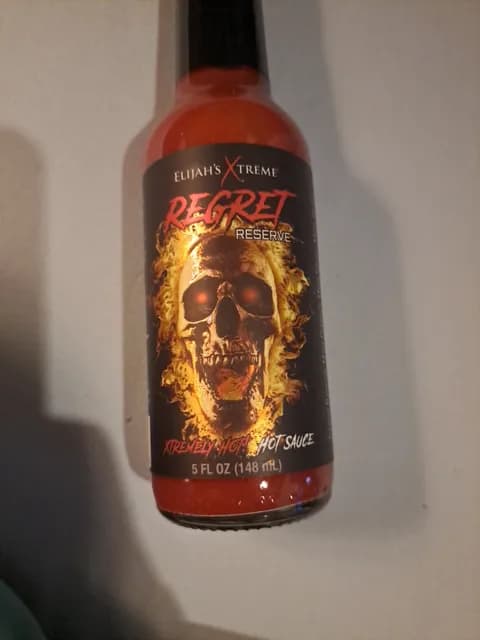 ELIJAH'S XTREME
REGRET
RESERVE
XTREMELY HOT! HOT SAUCE
5 FL OZ (148 mL)